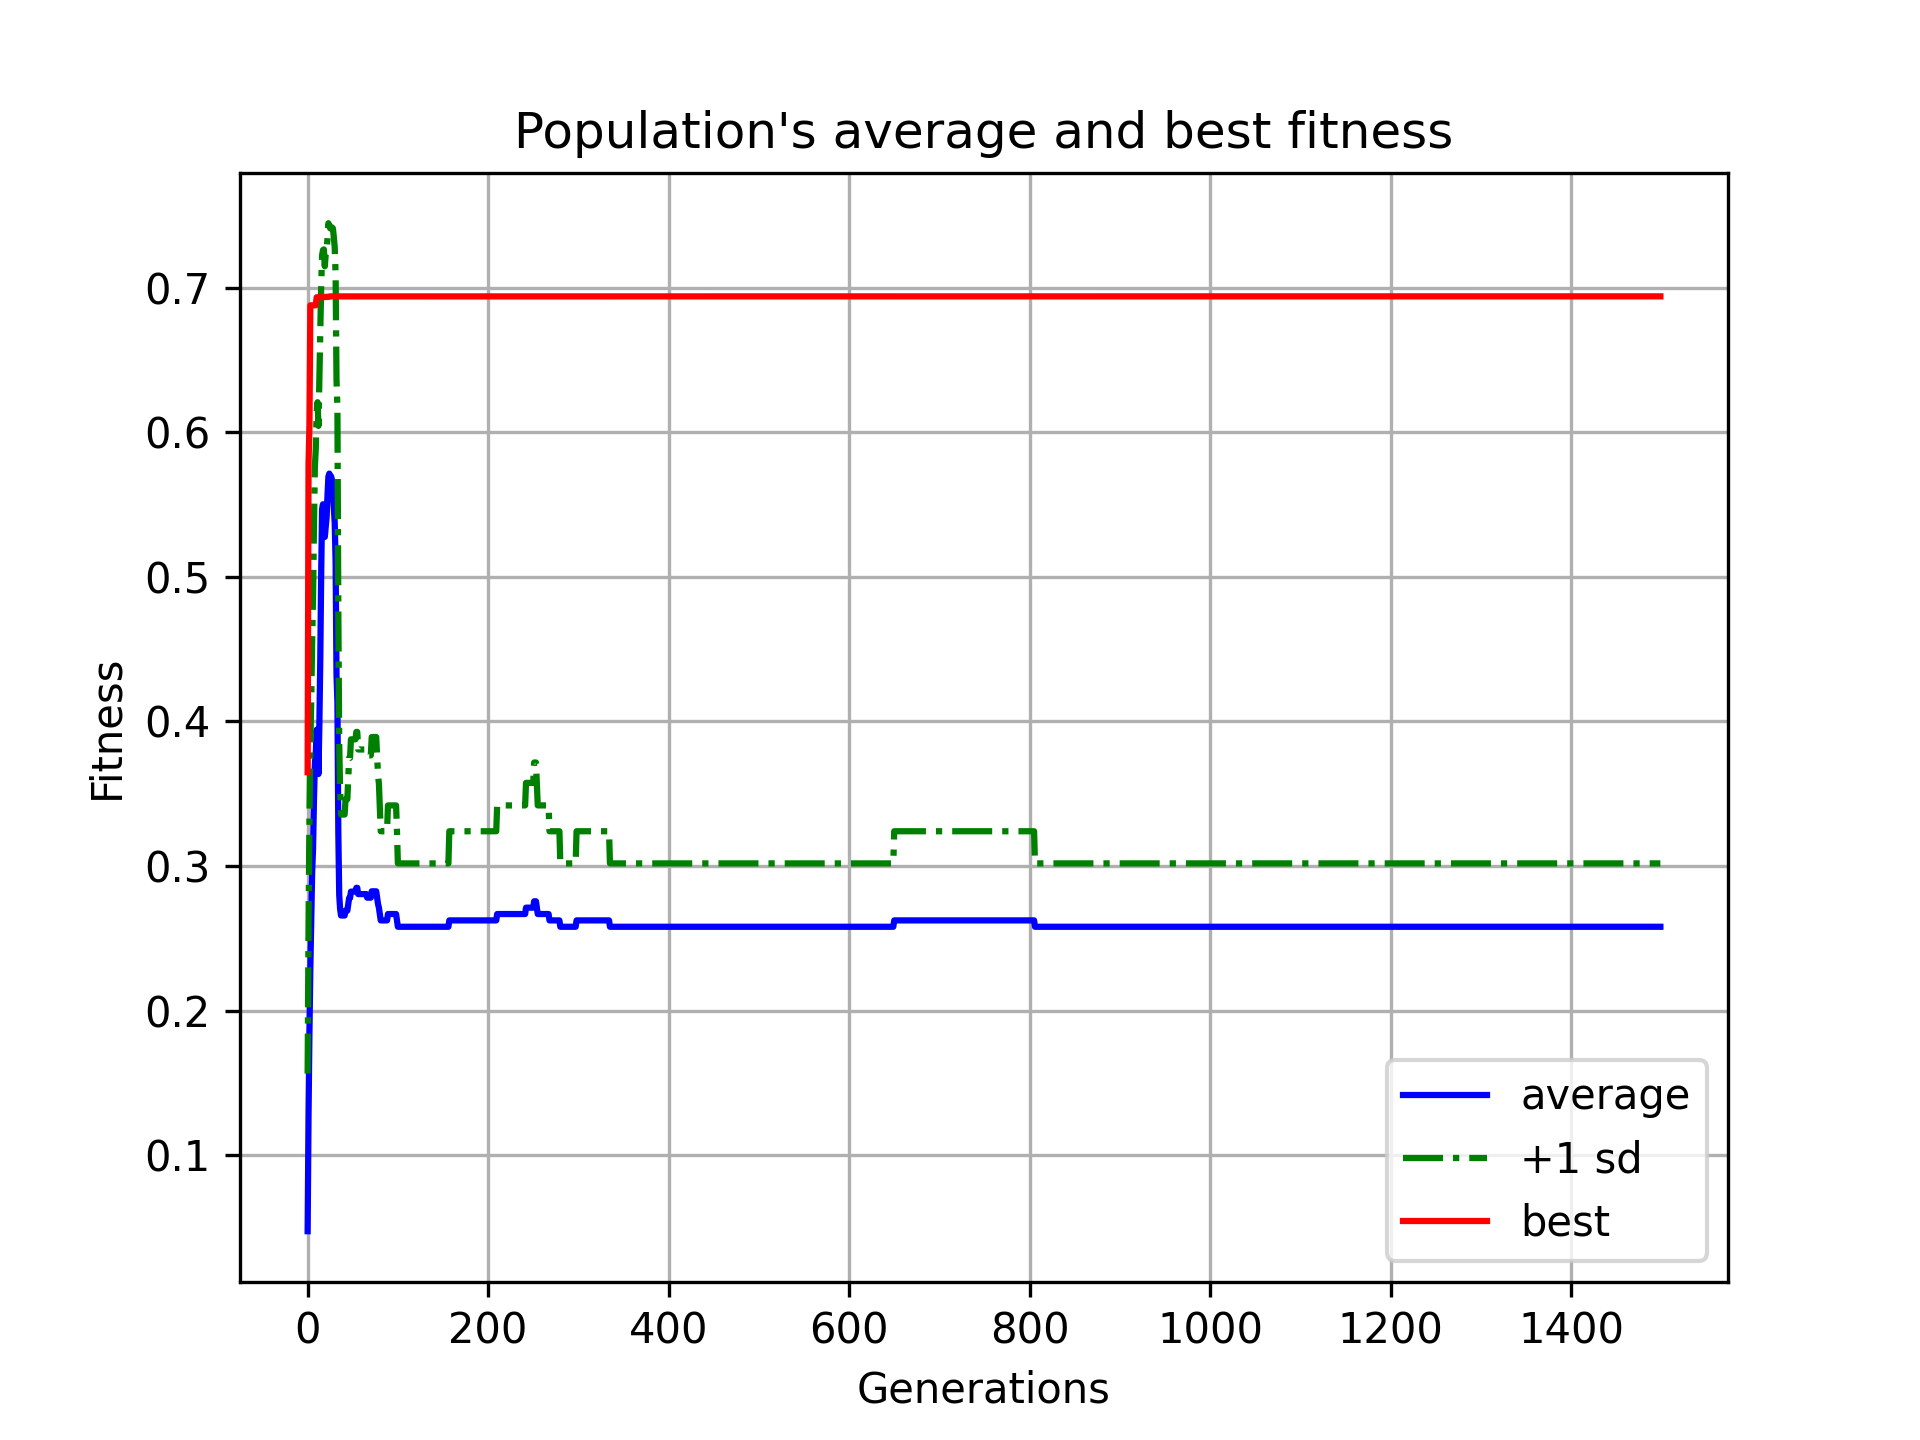 Population's average and best fitness
0.7
0.6
0.5
0.4
0.3
0.2
0.1
Fitness
0 200 400 600 800 1000 1200 1400
Generations
average
+1 sd
best